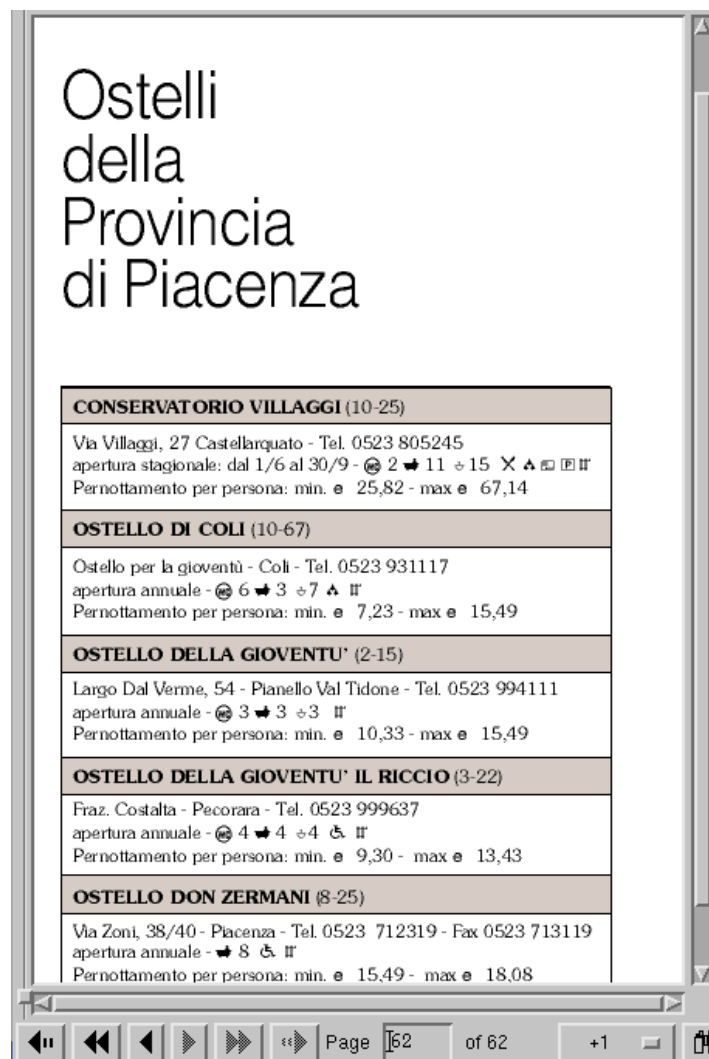 Ostelli
della
Provincia
di Piacenza
CONSERVATORIO VILLAGGI (10-25)
Via Villaggi, 27 Castellarquato - Tel. 0523 805245
apertura stagionale: dal 1/6 al 30/9 - WC 2 11 15 P
Pernottamento per persona: min. e 25,82 - max e 67,14
OSTELLO DI COLI (10-67)
Ostello per la gioventù - Coli - Tel. 0523 931117
apertura annuale - WC 6 3 7
Pernottamento per persona: min. e 7,23 - max e 15,49
OSTELLO DELLA GIOVENTU' (2-15)
Largo Dal Verme, 54 - Pianello Val Tidone - Tel. 0523 994111
apertura annuale - WC 3 3 3
Pernottamento per persona: min. e 10,33 - max e 15,49
OSTELLO DELLA GIOVENTU' IL RICCIO (3-22)
Fraz. Costalta - Pecorara - Tel. 0523 999637
apertura annuale - WC 4 4 4
Pernottamento per persona: min. e 9,30 - max e 13,43
OSTELLO DON ZERMANI (8-25)
Via Zoni, 38/40 - Piacenza - Tel. 0523 712319 - Fax 0523 713119
apertura annuale - 8
Pernottamento per persona: min. e 15,49 - max e 18,08
Page 62 of 62 +1